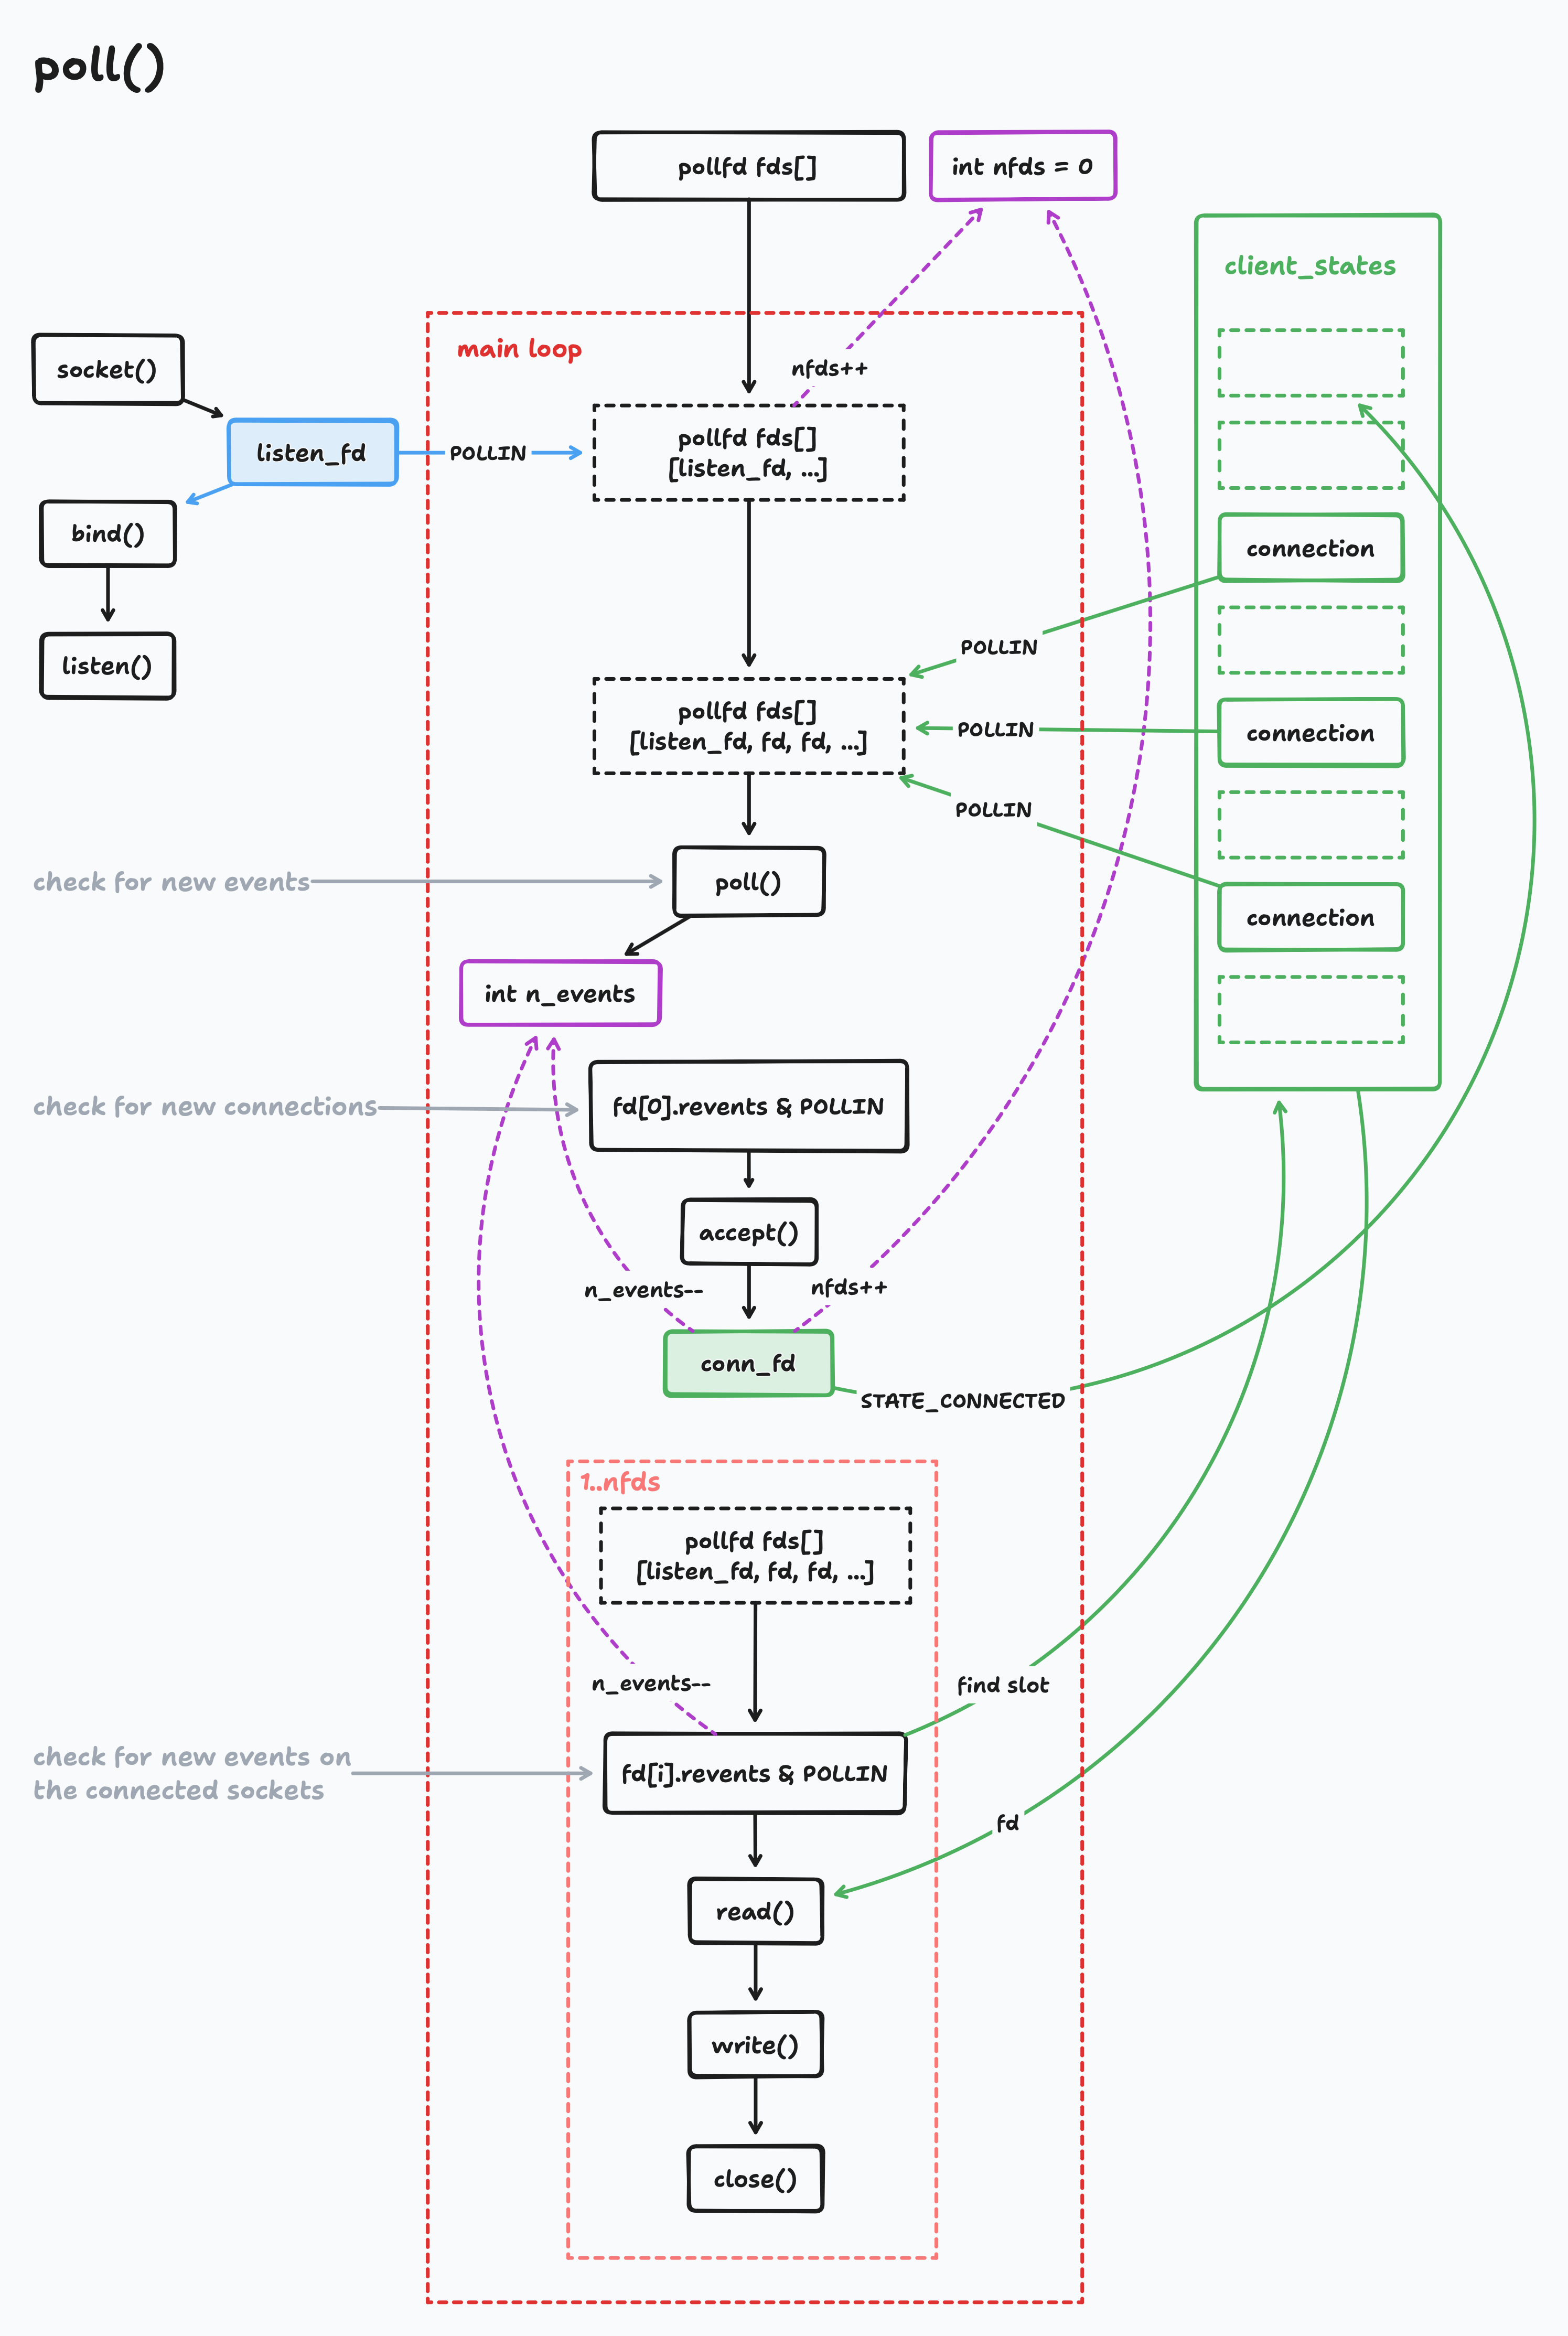 poll()
pollfd fds[]
int nfds = 0
client_states
main loop
socket()
nfds++
listen_fd
POLLIN
pollfd fds[]
[listen_fd, ...]
bind()
connection
listen()
POLLIN
pollfd fds[]
[listen_fd, fd, fd, ...]
POLLIN
connection
POLLIN
check for new events
poll()
connection
int n_events
check for new connections
fd[0].revents & POLLIN
accept()
n_events--
nfds++
conn_fd
STATE_CONNECTED
1..nfds
pollfd fds[]
[listen_fd, fd, fd, ...]
n_events--
find slot
check for new events on
the connected sockets
fd[i].revents & POLLIN
fd
read()
write()
close()